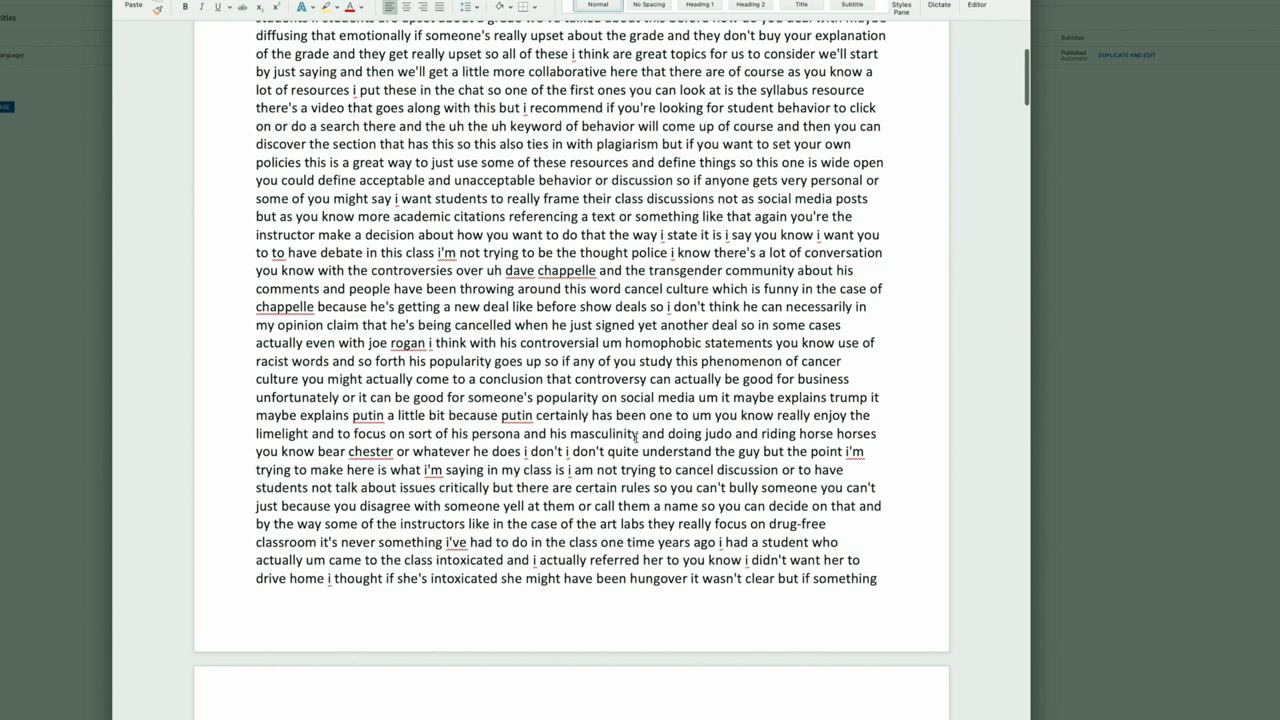 Paste
B I U ab x x² A A
Normal No Spacing Heading 1 Heading 2 Title Subtitle Styles Pane Dictate Editor
Subtitles
Published
Automatic DUPLICATE AND EDIT
diffusing that emotionally if someone's really upset about the grade and they don't buy your explanation
of the grade and they get really upset so all of these i think are great topics for us to consider we'll start
by just saying and then we'll get a little more collaborative here that there are of course as you know a
lot of resources i put these in the chat so one of the first ones you can look at is the syllabus resource
there's a video that goes along with this but i recommend if you're looking for student behavior to click
on or do a search there and the uh the uh keyword of behavior will come up of course and then you can
discover the section that has this so this also ties in with plagiarism but if you want to set your own
policies this is a great way to just use some of these resources and define things so this one is wide open
you could define acceptable and unacceptable behavior or discussion so if anyone gets very personal or
some of you might say i want students to really frame their class discussions not as social media posts
but as you know more academic citations referencing a text or something like that again you're the
instructor make a decision about how you want to do that the way i state it is i say you know i want you
to to have debate in this class i'm not trying to be the thought police i know there's a lot of conversation
you know with the controversies over uh dave chappelle and the transgender community about his
comments and people have been throwing around this word cancel culture which is funny in the case of
chappelle because he's getting a new deal like before show deals so i don't think he can necessarily in
my opinion claim that he's being cancelled when he just signed yet another deal so in some cases
actually even with joe rogan i think with his controversial um homophobic statements you know use of
racist words and so forth his popularity goes up so if any of you study this phenomenon of cancer
culture you might actually come to a conclusion that controversy can actually be good for business
unfortunately or it can be good for someone's popularity on social media um it maybe explains trump it
maybe explains putin a little bit because putin certainly has been one to um you know really enjoy the
limelight and to focus on sort of his persona and his masculinity and doing judo and riding horse horses
you know bear chester or whatever he does i don't i don't quite understand the guy but the point i'm
trying to make here is what i'm saying in my class is i am not trying to cancel discussion or to have
students not talk about issues critically but there are certain rules so you can't bully someone you can't
just because you disagree with someone yell at them or call them a name so you can decide on that and
by the way some of the instructors like in the case of the art labs they really focus on drug-free
classroom it's never something i've had to do in the class one time years ago i had a student who
actually um came to the class intoxicated and i actually referred her to you know i didn't want her to
drive home i thought if she's intoxicated she might have been hungover it wasn't clear but if something